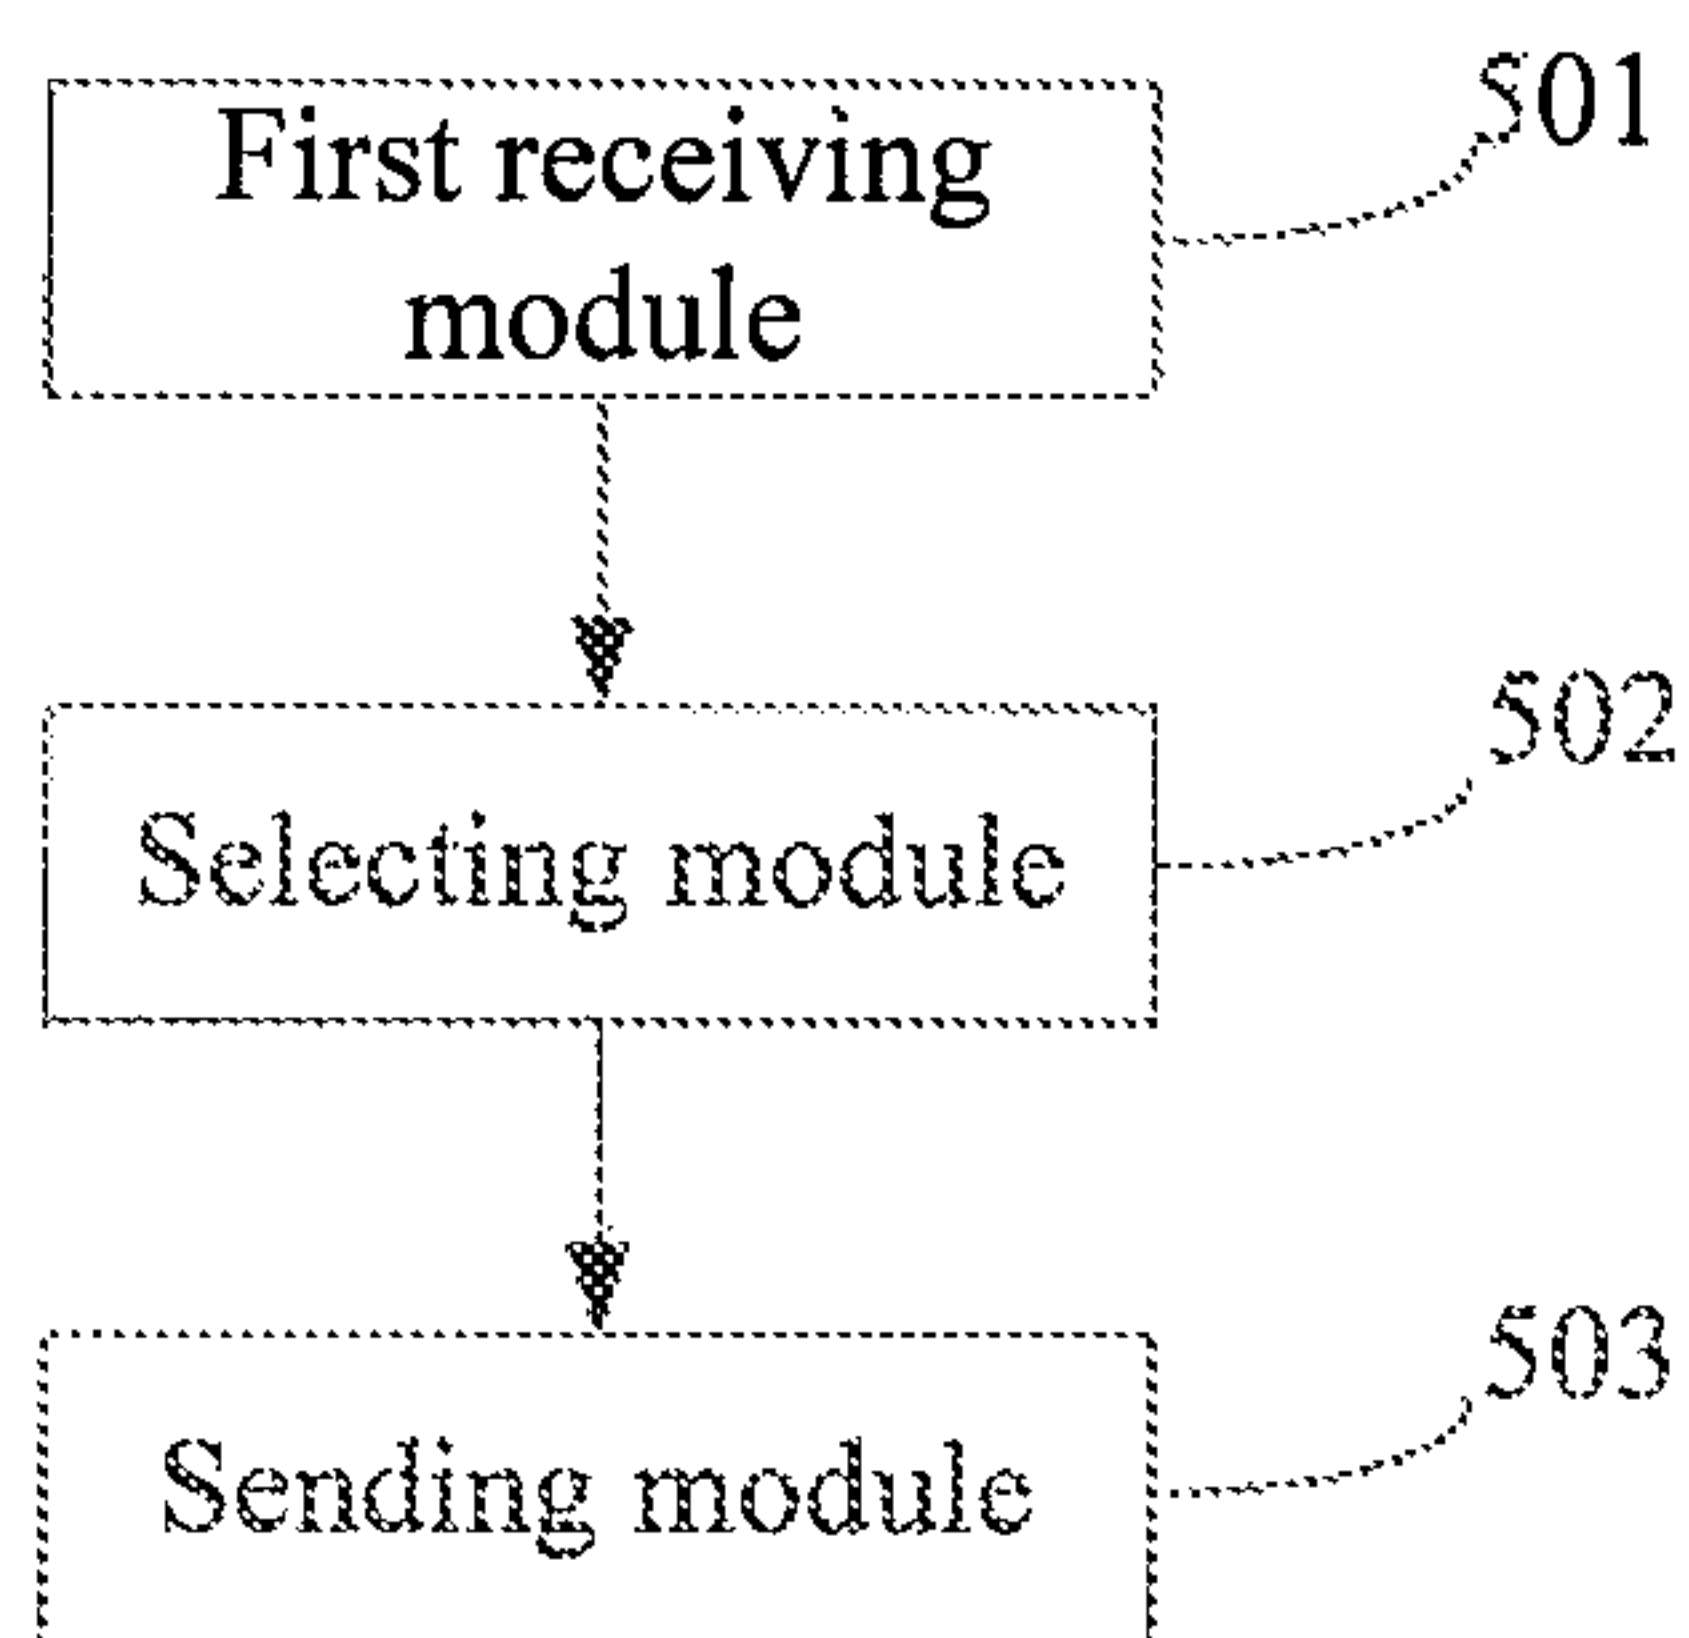 First receiving
module
501
Selecting module
502
Sending module
503